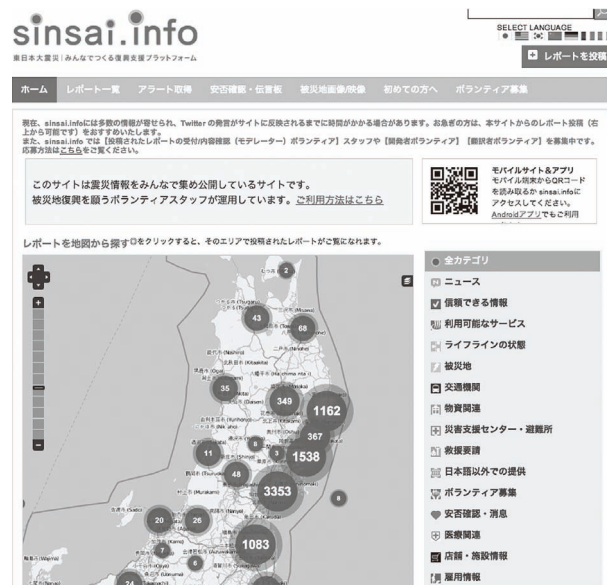 sinsai.info
東日本大震災|みんなでつくる復興支援プラットフォーム
SELECT LANGUAGE
レポートを投稿
ホーム レポート一覧 アラート取得 安否確認・伝言板 被災地画像/映像 初めての方へ ボランティア募集
現在、sinsai.infoには多数の情報が寄せられ、Twitter の発言がサイトに反映されるまでに時間がかかる場合があります。お急ぎの方は、本サイトからのレポート投稿（右
上から可能です）をおすすめいたします。
また、sinsai.info では【投稿されたレポートの受付/内容確認（モデレーター）ボランティア】スタッフや【開発者ボランティア】【翻訳者ボランティア】を募集中です。
応募方法はこちらをご覧ください。
このサイトは震災情報をみんなで集め公開しているサイトです。
被災地復興を願うボランティアスタッフが運用しています。ご利用方法はこちら
モバイルサイト&アプリ
モバイル端末からQRコード
を読み取るか sinsai.infoに
アクセスしてください。
Androidアプリでもご利用
レポートを地図から探す
をクリックすると、そのエリアで投稿されたレポートがご覧になれます。
全カテゴリ
ニュース
信頼できる情報
利用可能なサービス
ライフラインの状態
被災地
交通機関
物資関連
災害支援センター・避難所
救援要請
日本語以外での提供
ボランティア募集
安否確認・消息
医療関連
店舗・施設情報
雇用情報
2
43
68
35
349
1162
367
8
3
1538
11
48
3353
8
20
26
1083
7
6
24